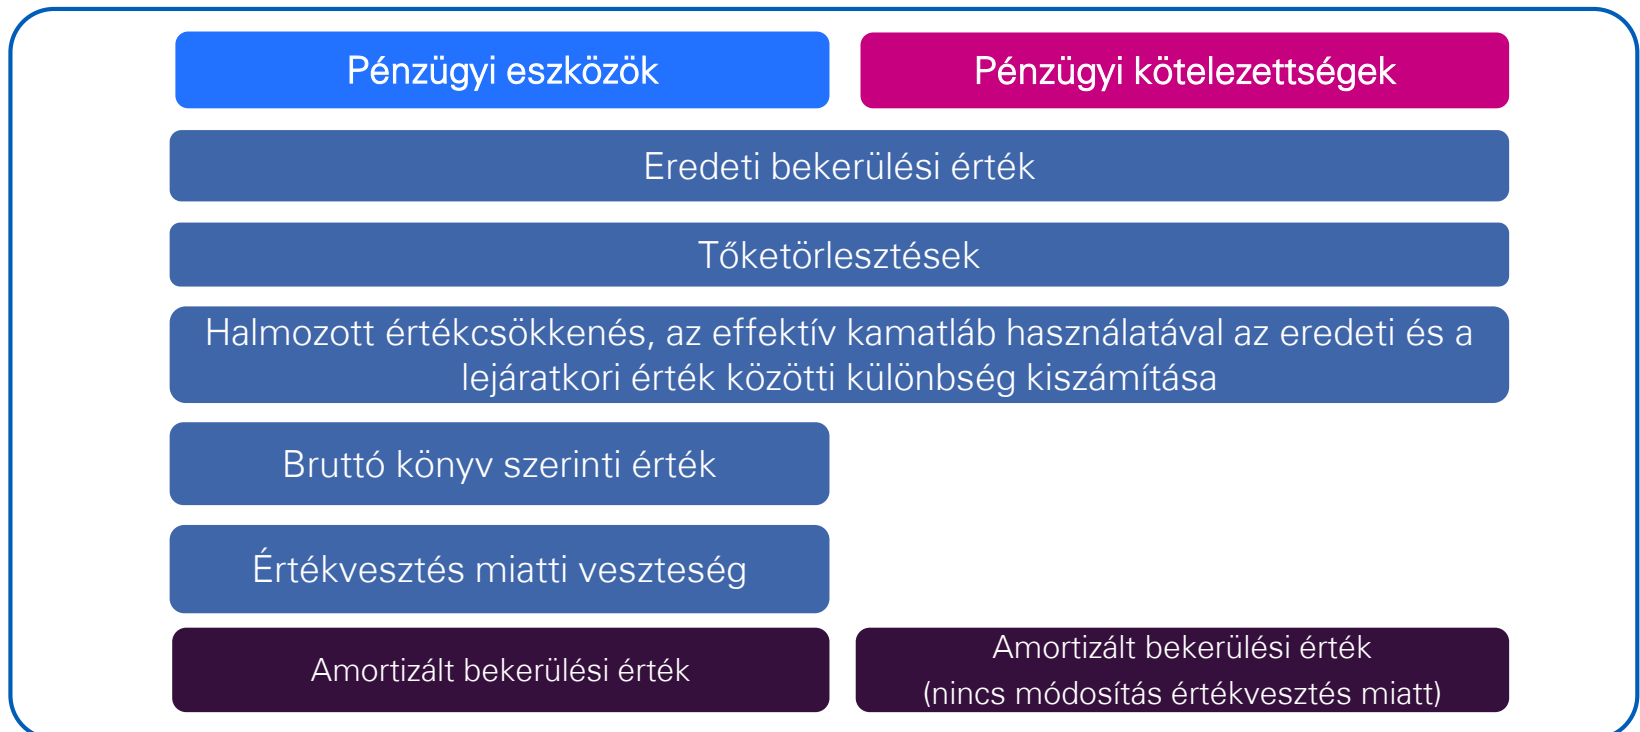 Pénzügyi eszközök
Pénzügyi kötelezettségek
Eredeti bekerülési érték
Tőketörlesztések
Halmozott értékcsökkenés, az effektív kamatláb használatával az eredeti és a
lejáratkori érték közötti különbség kiszámítása
Bruttó könyv szerinti érték
Értékvesztés miatti veszteség
Amortizált bekerülési érték
Amortizált bekerülési érték
(nincs módosítás értékvesztés miatt)